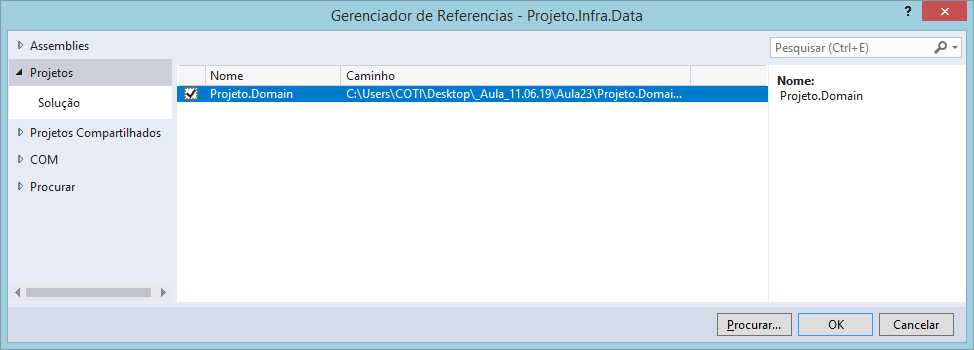 Gerenciador de Referencias - Projeto.Infra.Data
?
Assemblies
Pesquisar (Ctrl+E)
Projetos
Nome
Caminho
Nome:
Projeto.Domain
C:\Users\COTI\Desktop\_Aula_11.06.19\Aula23\Projeto.Domai...
Projeto.Domain
Solução
Projetos Compartilhados
COM
Procurar
Procurar...
OK
Cancelar